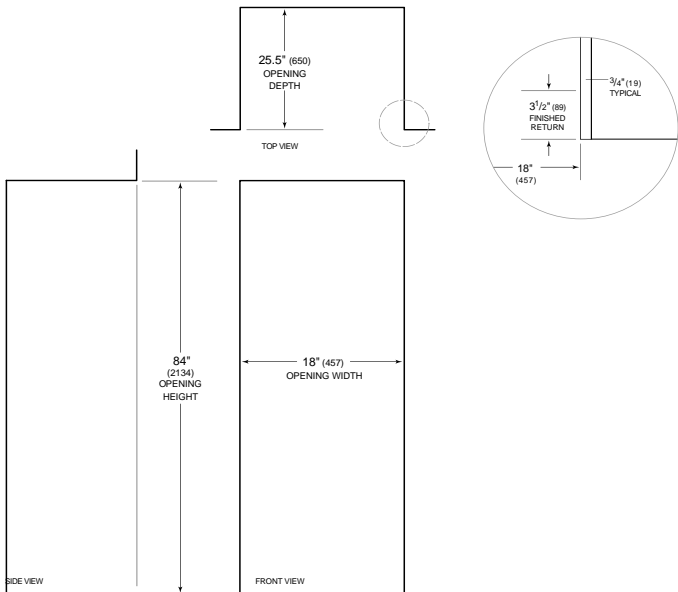 25.5" (650)
OPENING
DEPTH
TOP VIEW
3/4" (19)
TYPICAL
3 1/2" (89)
FINISHED
RETURN
18"
(457)
84"
(2134)
OPENING
HEIGHT
18" (457)
OPENING WIDTH
SIDE VIEW
FRONT VIEW